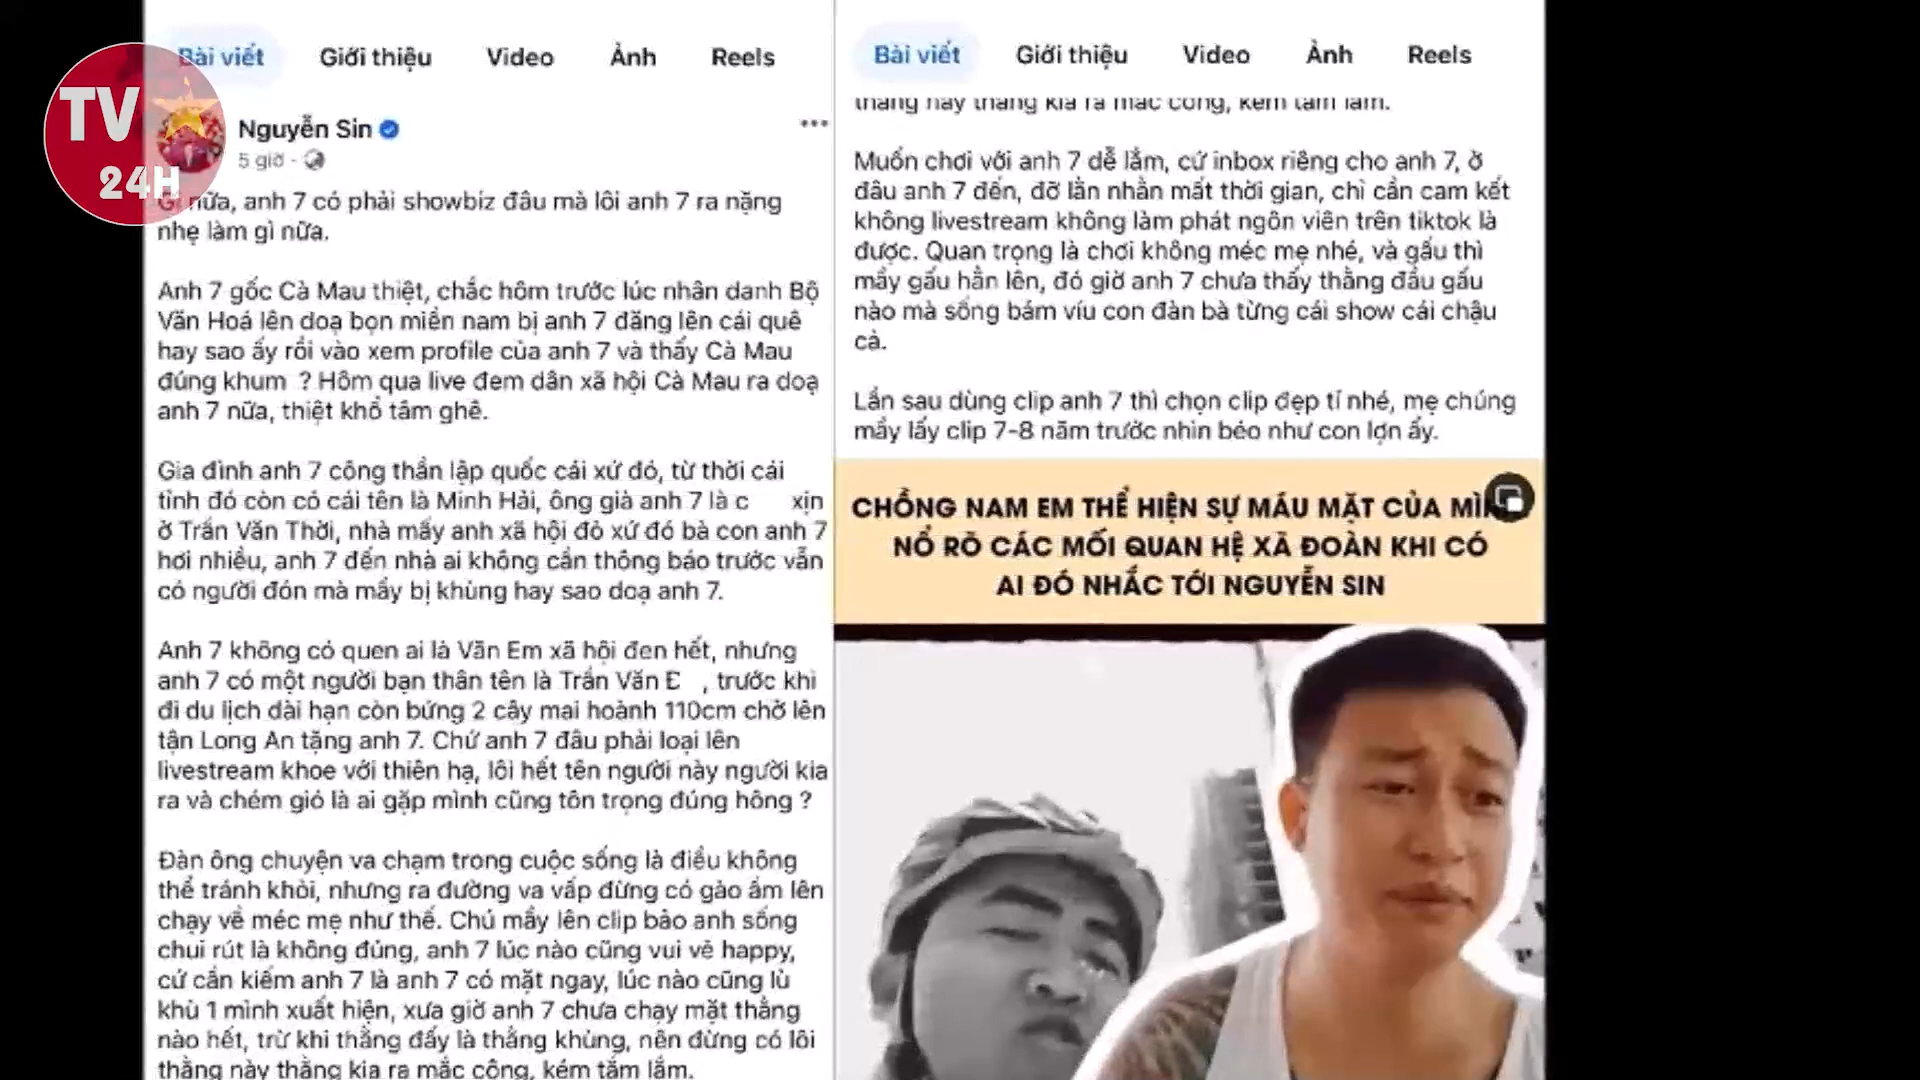 TV
24H
Bài viết Giới thiệu Video Ảnh Reels
Nguyễn Sin
5 giờ
Gì nữa, anh 7 có phải showbiz đâu mà lôi anh 7 ra nặng
nhẹ làm gì nữa.
Anh 7 gốc Cà Mau thiệt, chắc hôm trước lúc nhân danh Bộ
Văn Hoá lên doạ bọn miền nam bị anh 7 đăng lên cái quê
hay sao ấy rồi vào xem profile của anh 7 và thấy Cà Mau
đúng khum ? Hôm qua live đem dân xã hội Cà Mau ra doạ
anh 7 nữa, thiệt khổ tâm ghê.
Gia đình anh 7 công thần lập quốc cái xứ đó, từ thời cái
tỉnh đó còn có cái tên là Minh Hải, ông già anh 7 là c xịn
ở Trần Văn Thời, nhà mấy anh xã hội đỏ xứ đó bà con anh 7
hơi nhiều, anh 7 đến nhà ai không cần thông báo trước vẫn
có người đón mà mấy bị khùng hay sao doạ anh 7.
Anh 7 không có quen ai là Văn Em xã hội đen hết, nhưng
anh 7 có một người bạn thân tên là Trần Văn Đ , trước khi
đi du lịch dài hạn còn bứng 2 cây mai hoành 110cm chở lên
tận Long An tặng anh 7. Chứ anh 7 đâu phải loại lên
livestream khoe với thiên hạ, lôi hết tên người này người kia
ra và chém gió là ai gặp mình cũng tôn trọng đúng hông ?
Đàn ông chuyện va chạm trong cuộc sống là điều không
thể tránh khỏi, nhưng ra đường va vấp đừng có gào ầm lên
chạy về méc mẹ như thế. Chú mầy lên clip bảo anh sống
chui rút là không đúng, anh 7 lúc nào cũng vui vẻ happy,
cứ cần kiếm anh 7 là anh 7 có mặt ngay, lúc nào cũng lù
khù 1 mình xuất hiện, xưa giờ anh 7 chưa chạy mặt thằng
nào hết, trừ khi thằng đấy là thằng khùng, nên đừng có lôi
thằng này thằng kia ra mắc công, kém tắm lắm.
Bài viết Giới thiệu Video Ảnh Reels
thằng này thằng kia ra mắc công, kém tắm lắm.
Muốn chơi với anh 7 dễ lắm, cứ inbox riêng cho anh 7, ở
đâu anh 7 đến, đỡ lằn nhằn mất thời gian, chỉ cần cam kết
không livestream không làm phát ngôn viên trên tiktok là
được. Quan trọng là chơi không méc mẹ nhé, và gấu thì
mầy gấu hẳn lên, đó giờ anh 7 chưa thấy thằng đầu gấu
nào mà sống bám víu con đàn bà từng cái show cái chậu
cả.
Lần sau dùng clip anh 7 thì chọn clip đẹp tí nhé, mẹ chúng
mầy lấy clip 7-8 năm trước nhìn béo như con lợn ấy.
CHỒNG NAM EM THỂ HIỆN SỰ MÁU MẶT CỦA MÌNH
NỔ RÕ CÁC MỐI QUAN HỆ XÃ ĐOÀN KHI CÓ
AI ĐÓ NHẮC TỚI NGUYỄN SIN